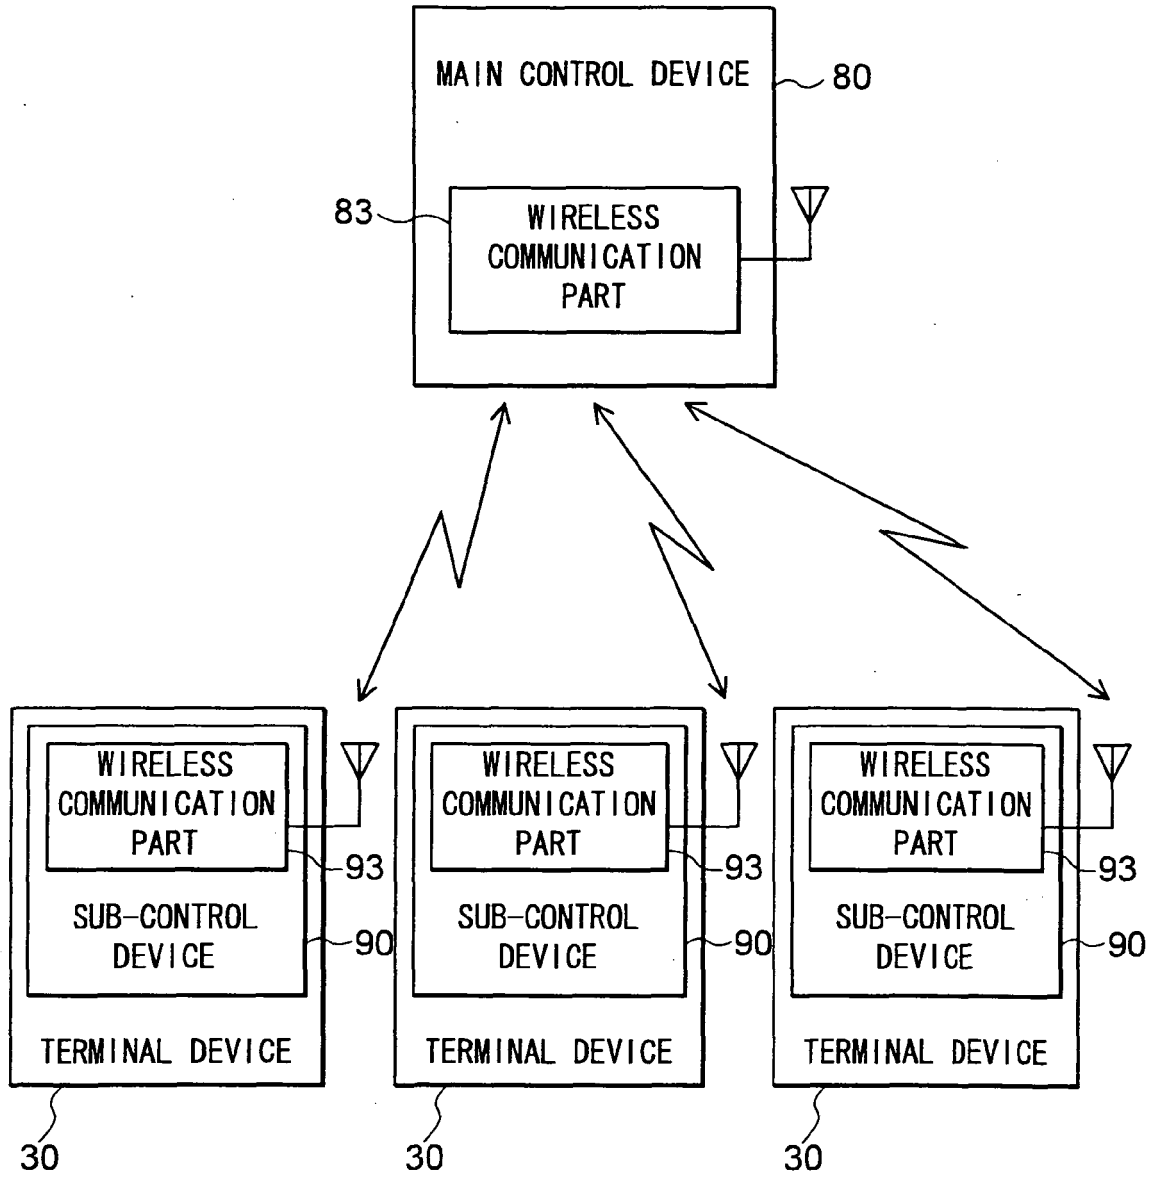 MAIN CONTROL DEVICE
80
83
WIRELESS
COMMUNICATION
PART
WIRELESS
COMMUNICATION
PART
93
SUB-CONTROL
DEVICE
90
TERMINAL DEVICE
30
WIRELESS
COMMUNICATION
PART
93
SUB-CONTROL
DEVICE
90
TERMINAL DEVICE
30
WIRELESS
COMMUNICATION
PART
93
SUB-CONTROL
DEVICE
90
TERMINAL DEVICE
30